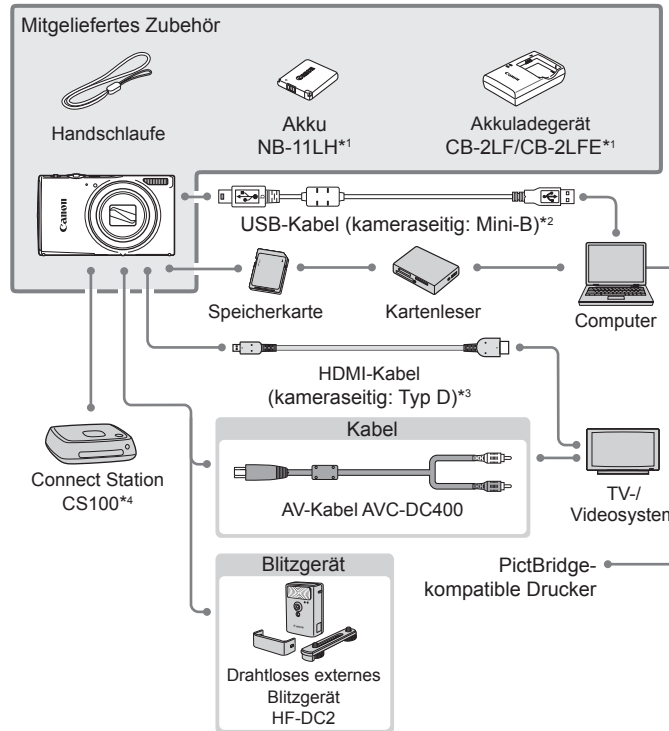 Mitgeliefertes Zubehör
Handschlaufe
Akku
NB-11LH*1
Akkuladegerät
CB-2LF/CB-2LFE*1
Canon
USB-Kabel (kameraseitig: Mini-B)*2
Speicherkarte
Kartenleser
Computer
HDMI-Kabel
(kameraseitig: Typ D)*3
Kabel
AV-Kabel AVC-DC400
Connect Station
CS100*4
TV-/
Videosystem
PictBridge-
kompatible Drucker
Blitzgerät
Drahtloses externes
Blitzgerät
HF-DC2